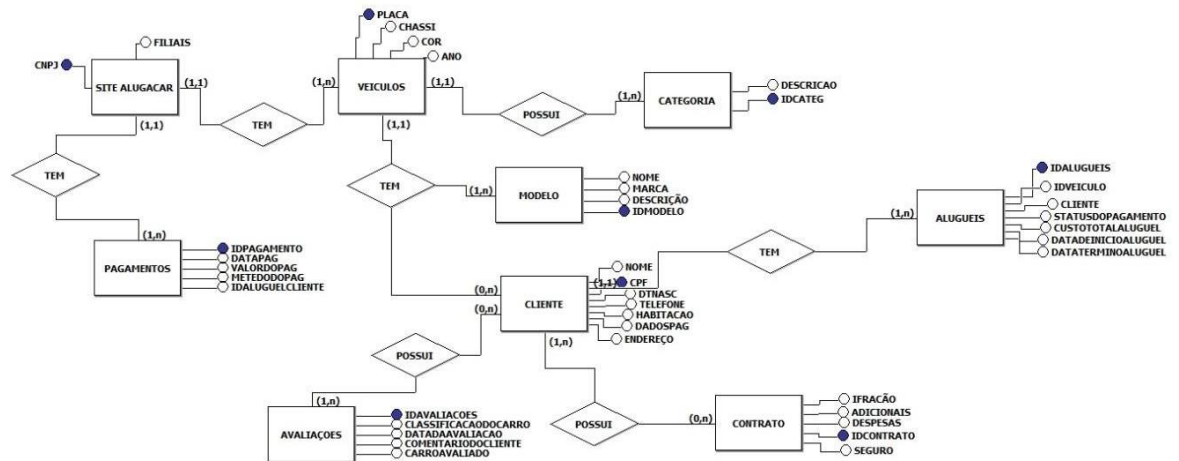 PLACA
CHASSI
COR
ANO
FILIAIS
CNPJ
SITE ALUGACAR
(1,1)
(1,1)
TEM
(1,n)
VEICULOS
(1,1)
(1,1)
POSSUI
(1,n)
CATEGORIA
DESCRICAO
IDCATEG
TEM
(1,n)
PAGAMENTOS
IDPAGAMENTO
DATAPAG
VALORDOPAG
METEDODOPAG
IDALUGUELCLIENTE
TEM
(1,n)
MODELO
NOME
MARCA
DESCRIÇÃO
IDMODELO
TEM
(1,n)
ALUGUEIS
IDALUGUEIS
IDVEICULO
CLIENTE
STATUSDOPAGAMENTO
CUSTOTOTALALUGUEL
DATADEINICIOALUGUEL
DATATERMINOALUGUEL
(0,n)
(0,n)
CLIENTE
(1,1)
(1,n)
NOME
CPF
DTNASC
TELEFONE
HABITACAO
DADOSPAG
ENDEREÇO
POSSUI
(1,n)
AVALIAÇOES
IDAVALIACOES
CLASSIFICACAODOCARRO
DATADAAVALIACAO
COMENTARIODOCLIENTE
CARROAVALIADO
POSSUI
(0,n)
CONTRATO
IFRACÃO
ADICIONAIS
DESPESAS
IDCONTRATO
SEGURO